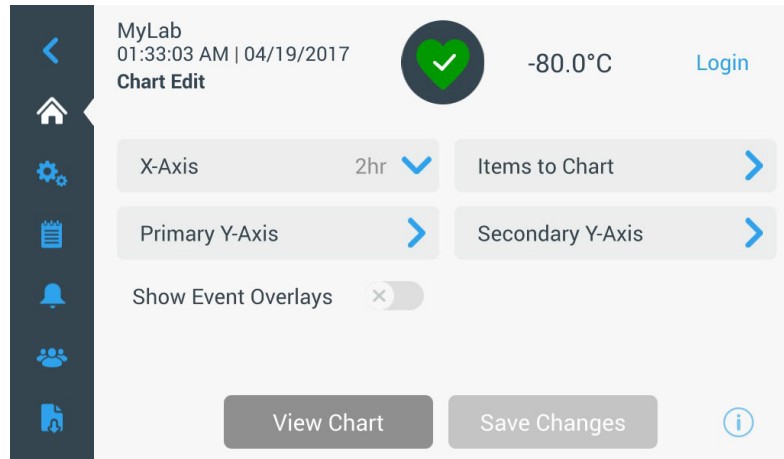 MyLab
01:33:03 AM | 04/19/2017
Chart Edit
-80.0°C
Login
X-Axis 2hr
Items to Chart
Primary Y-Axis
Secondary Y-Axis
Show Event Overlays
View Chart
Save Changes